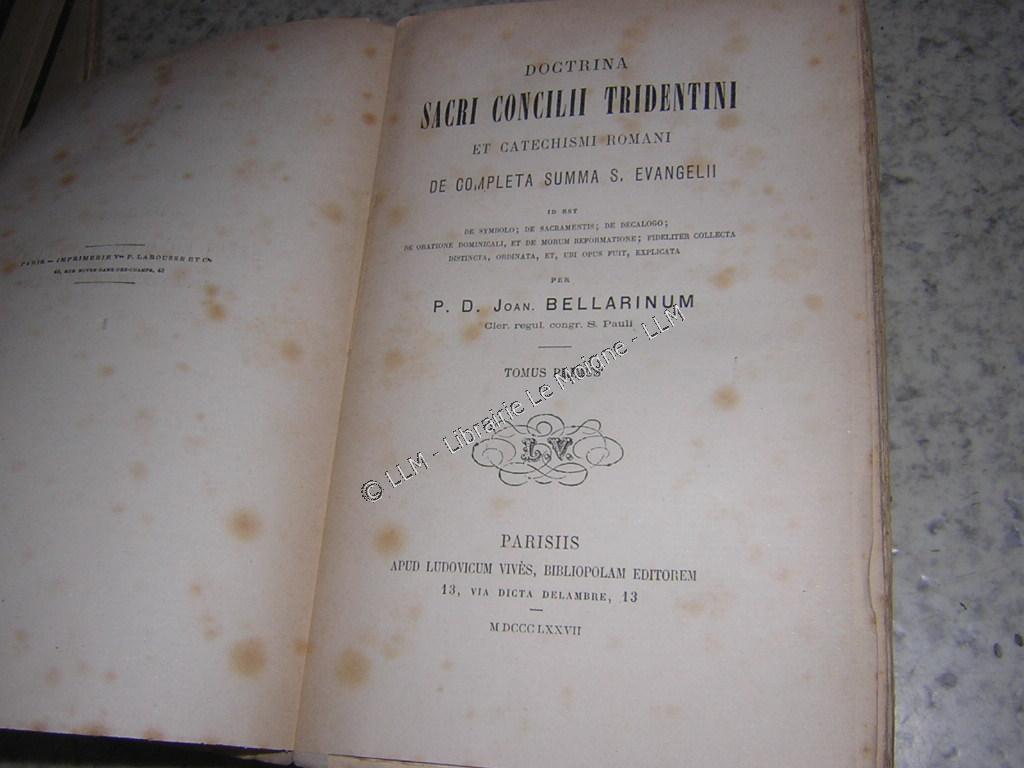 PARIS. — IMPRIMERIE Vve P. LAROUSSE ET Cie
DOCTRINA
SACRI CONCILII TRIDENTINI
ET CATECHISMI ROMANI
DE COMPLETA SUMMA S. EVANGELII
ID EST
DE SYMBOLO; DE SACRAMENTIS; DE DECALOGO;
DE ORATIONE DOMINICALI, ET DE MORUM REFORMATIONE; FIDELITER COLLECTA
DISTINCTA, ORDINATA, ET, UBI OPUS FUIT, EXPLICATA
PER
P. D. JOAN. BELLARINUM
Cler. regul. congr. S. Pauli
TOMUS
L.V.
© LLM - Librairie Le Moigne - LLM
PARISIIS
APUD LUDOVICUM VIVÈS, BIBLIOPOLAM EDITOREM
13, VIA DICTA DELAMBRE, 13
MDCCCLXXVII